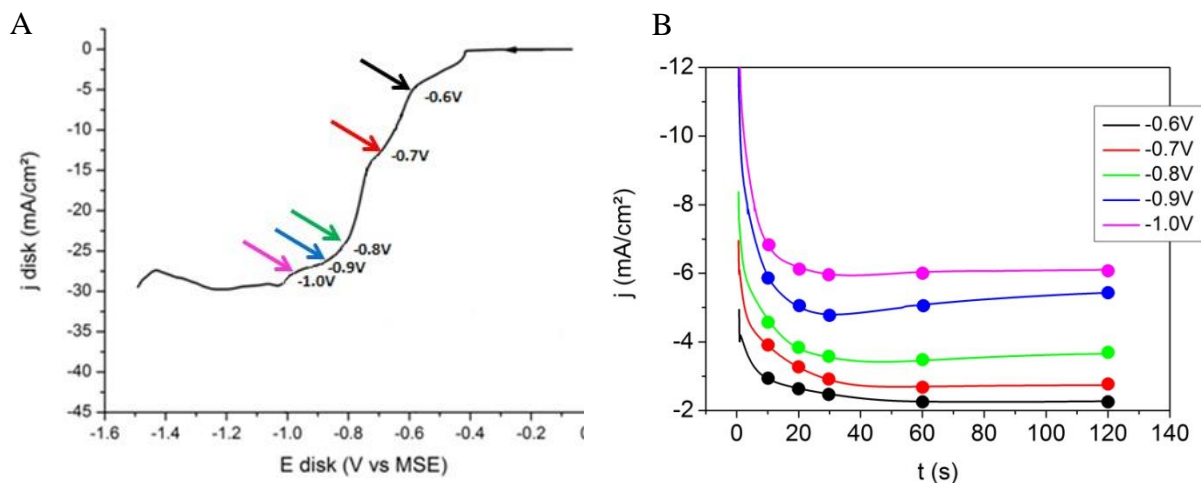 A
0
-5
-10
-15
-20
-25
-30
-35
-40
-45
-0.6V
-0.7V
-0.8V
-0.9V
-1.0V
-1.6
-1.4
-1.2
-1.0
-0.8
-0.6
-0.4
-0.2
j disk (mA/cm²)
E disk (V vs MSE)
B
-12
-10
-8
-6
-4
-2
0
20
40
60
80
100
120
140
j (mA/cm²)
t (s)
-0.6V
-0.7V
-0.8V
-0.9V
-1.0V